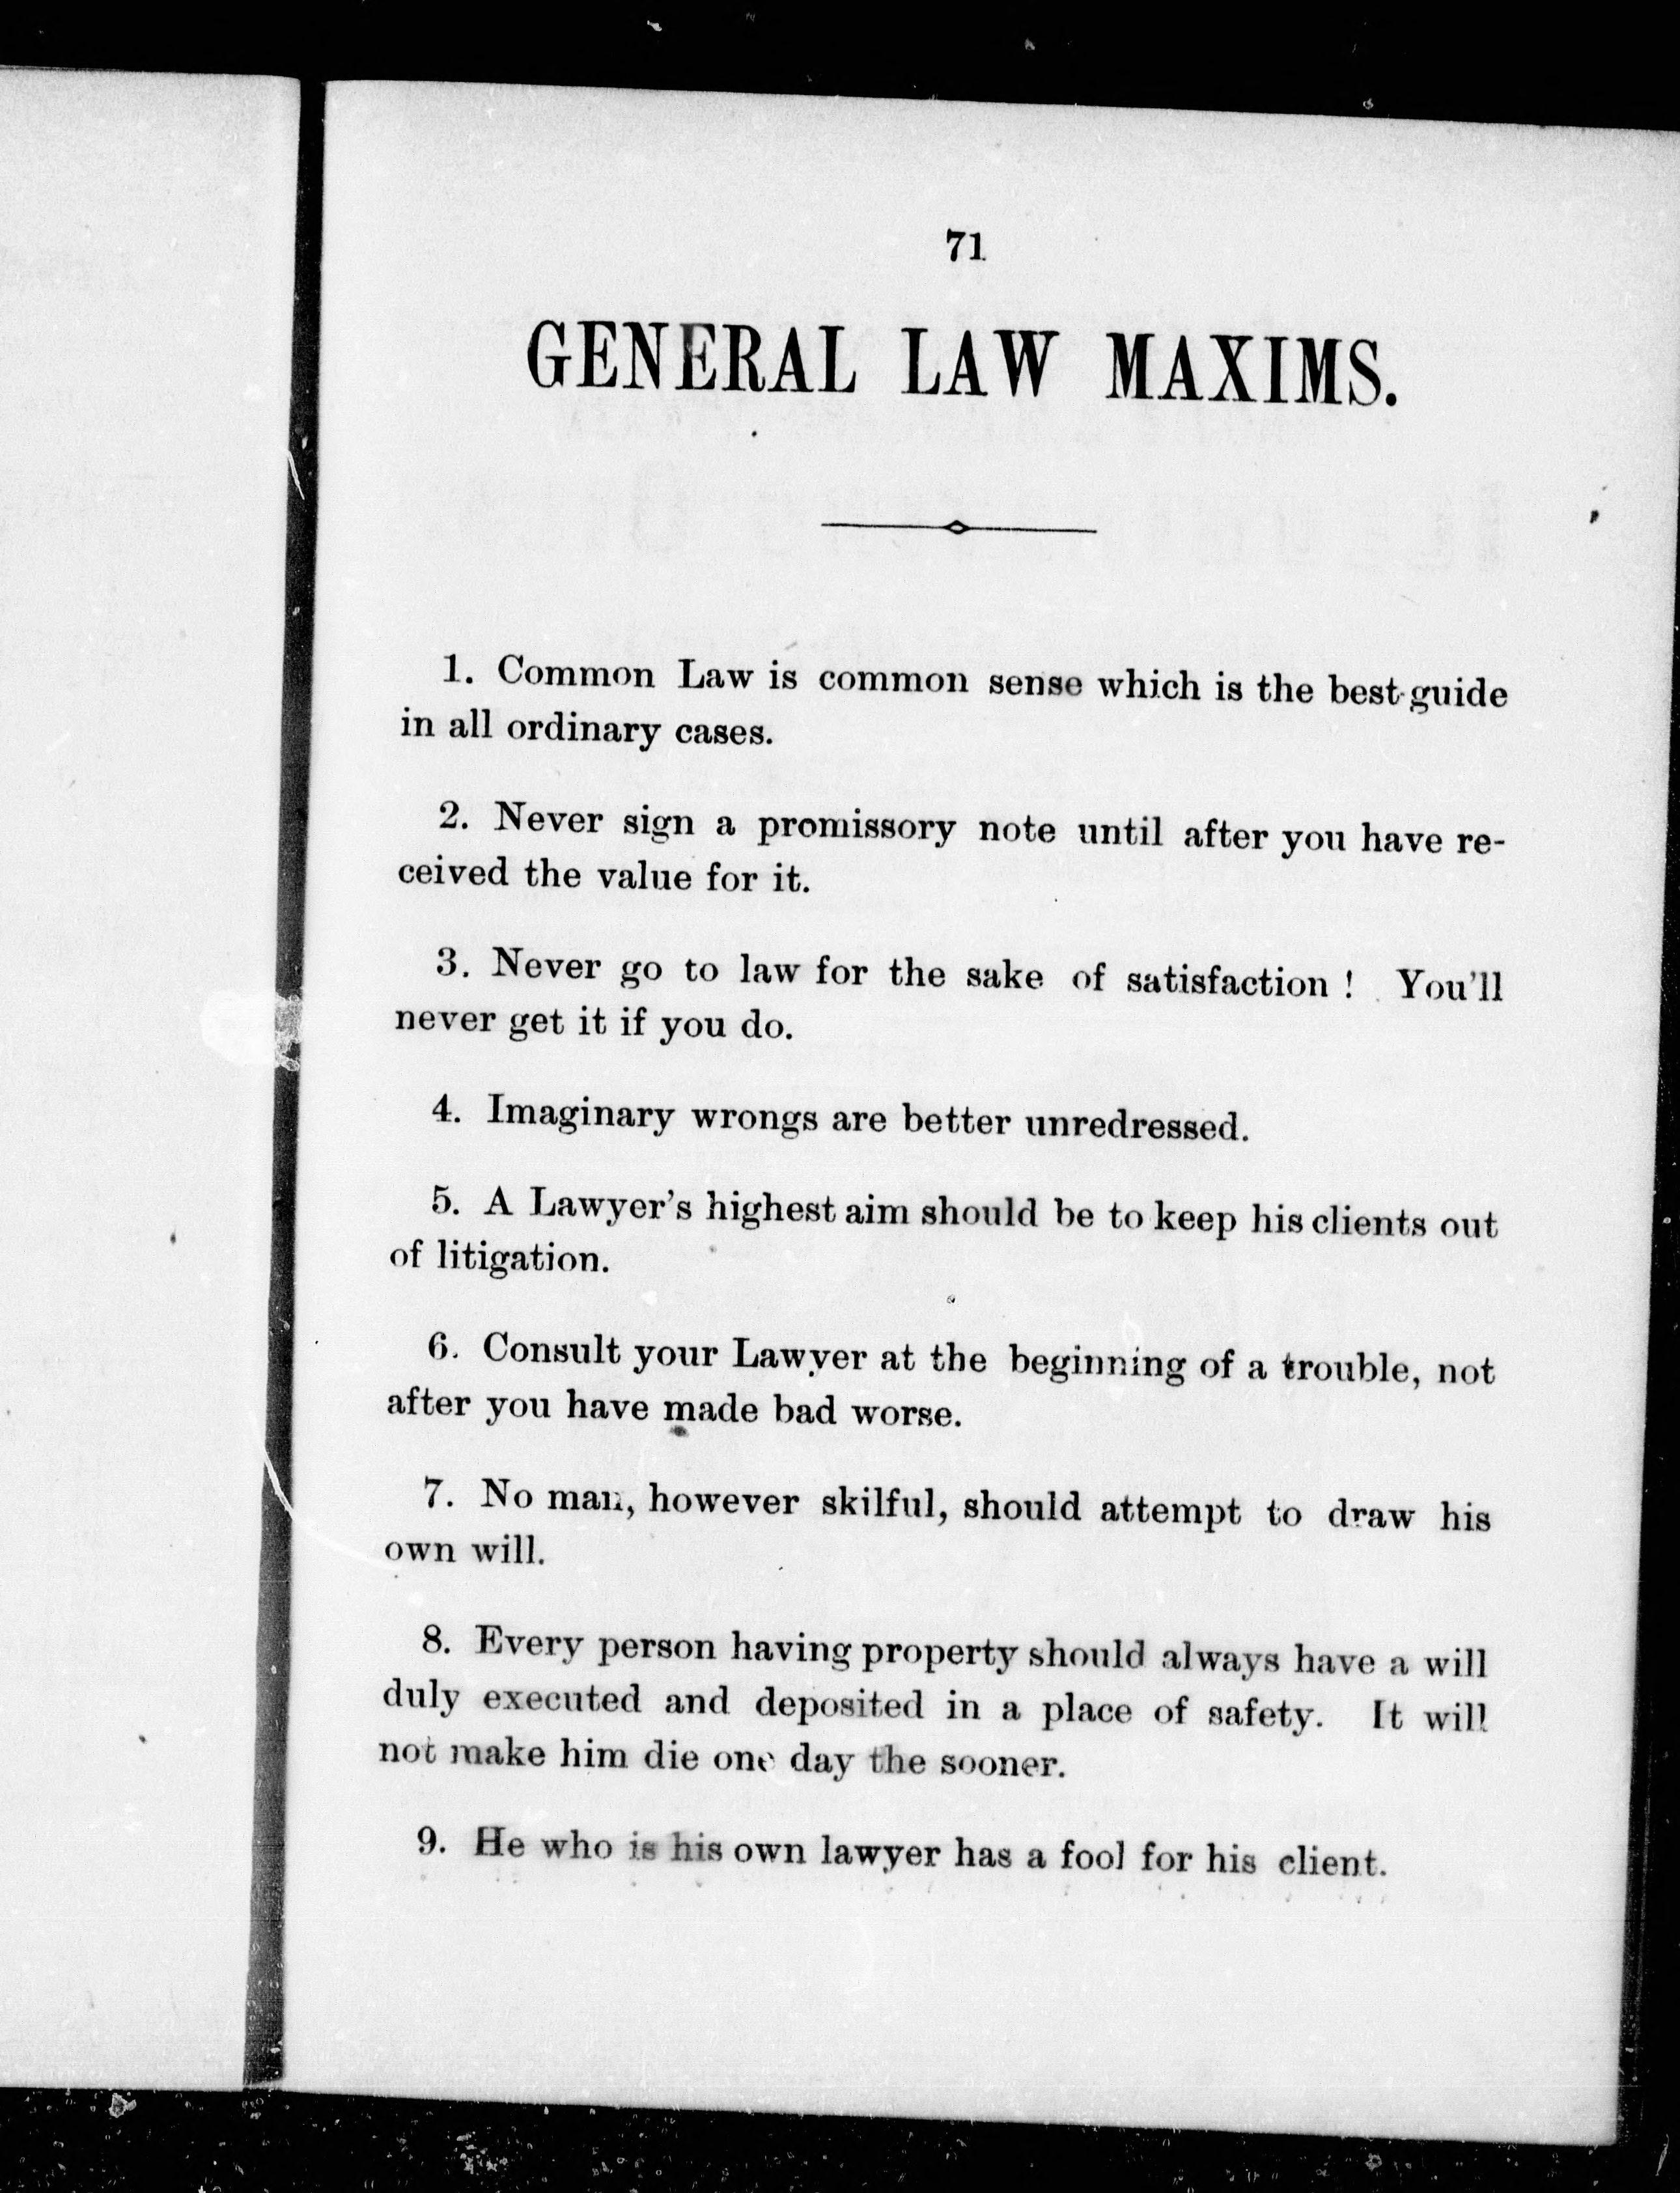 71
GENERAL LAW MAXIMS.
1. Common Law is common sense which is the best guide
in all ordinary cases.
2. Never sign a promissory note until after you have re-
ceived the value for it.
3. Never go to law for the sake of satisfaction ! You'll
never get it if you do.
4. Imaginary wrongs are better unredressed.
5. A Lawyer's highest aim should be to keep his clients out
of litigation.
6. Consult your Lawyer at the beginning of a trouble, not
after you have made bad worse.
7. No man, however skilful, should attempt to draw his
own will.
8. Every person having property should always have a will
duly executed and deposited in a place of safety. It will
not make him die one day the sooner.
9. He who is his own lawyer has a fool for his client.